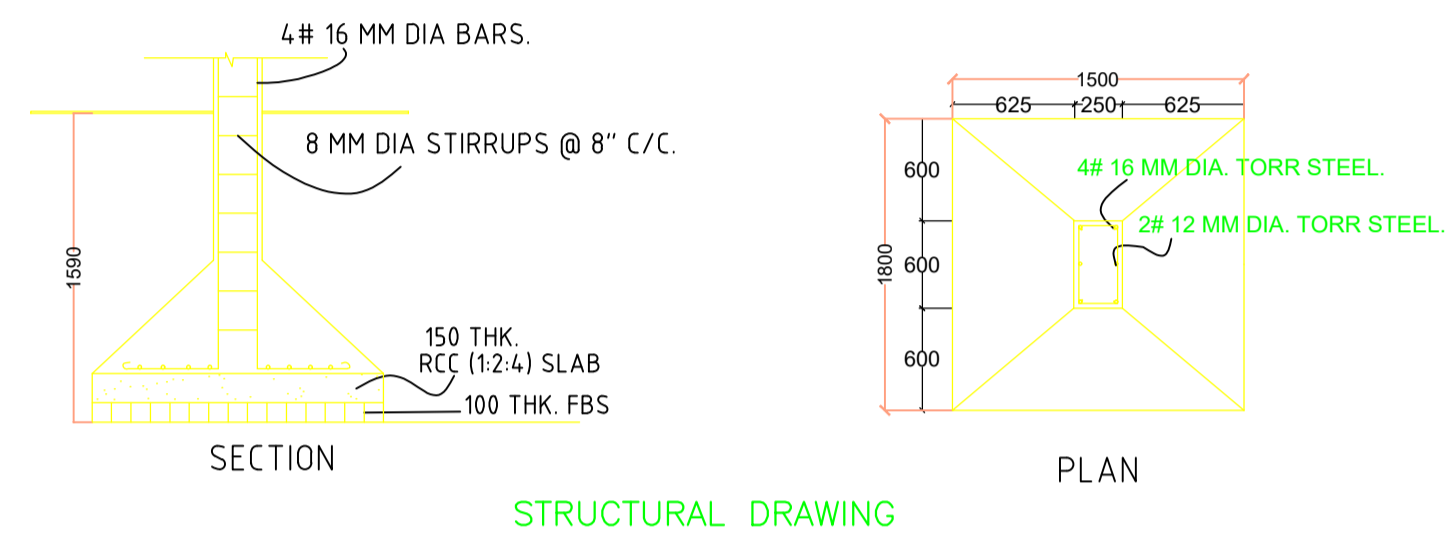 4# 16 MM DIA BARS.
8 MM DIA STIRRUPS @ 8" C/C.
1590
150 THK.
RCC (1:2:4) SLAB
100 THK. FBS
SECTION
1500
625 250 625
600
4# 16 MM DIA. TORR STEEL.
2# 12 MM DIA. TORR STEEL.
1800
600
600
PLAN
STRUCTURAL DRAWING